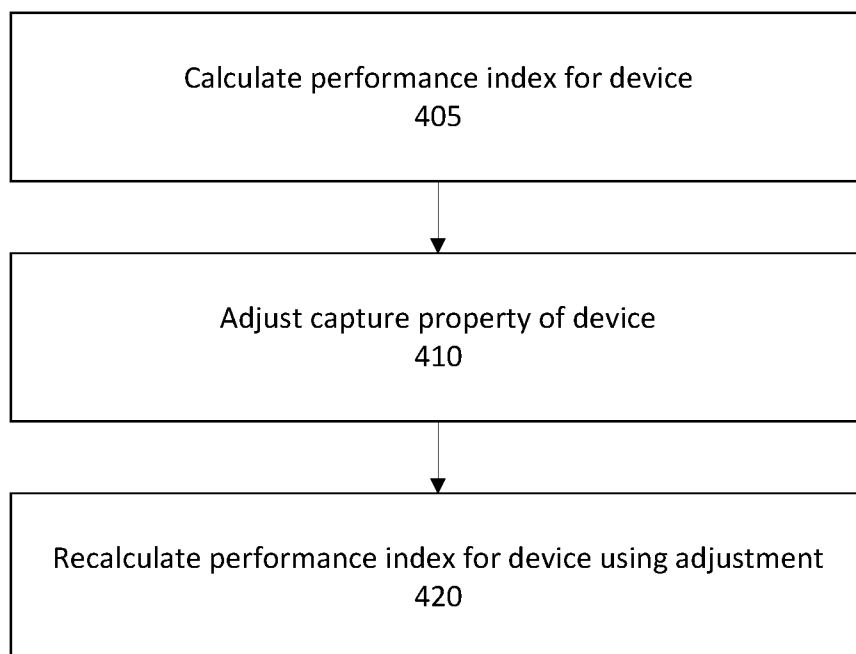 Calculate performance index for device
405
Adjust capture property of device
410
Recalculate performance index for device using adjustment
420